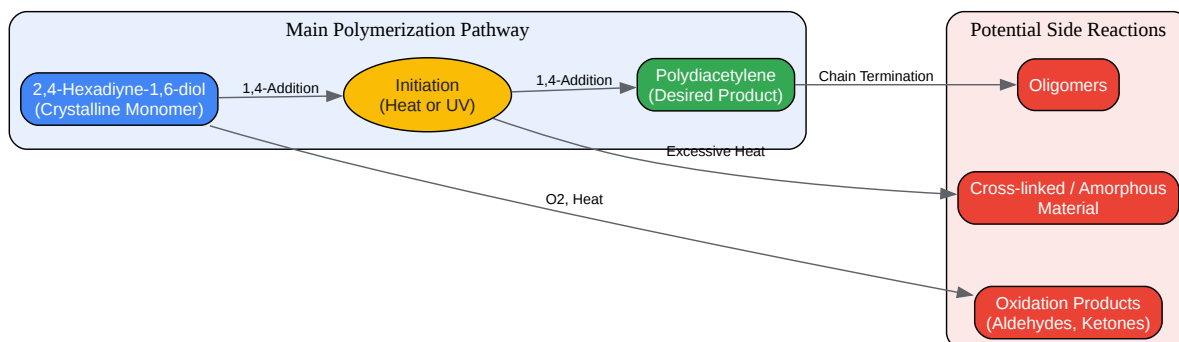 Main Polymerization Pathway
2,4-Hexadiyne-1,6-diol
(Crystalline Monomer)
1,4-Addition
Initiation
(Heat or UV)
1,4-Addition
Polydiacetylene
(Desired Product)
Chain Termination
Excessive Heat
O2, Heat
Potential Side Reactions
Oligomers
Cross-linked / Amorphous
Material
Oxidation Products
(Aldehydes, Ketones)